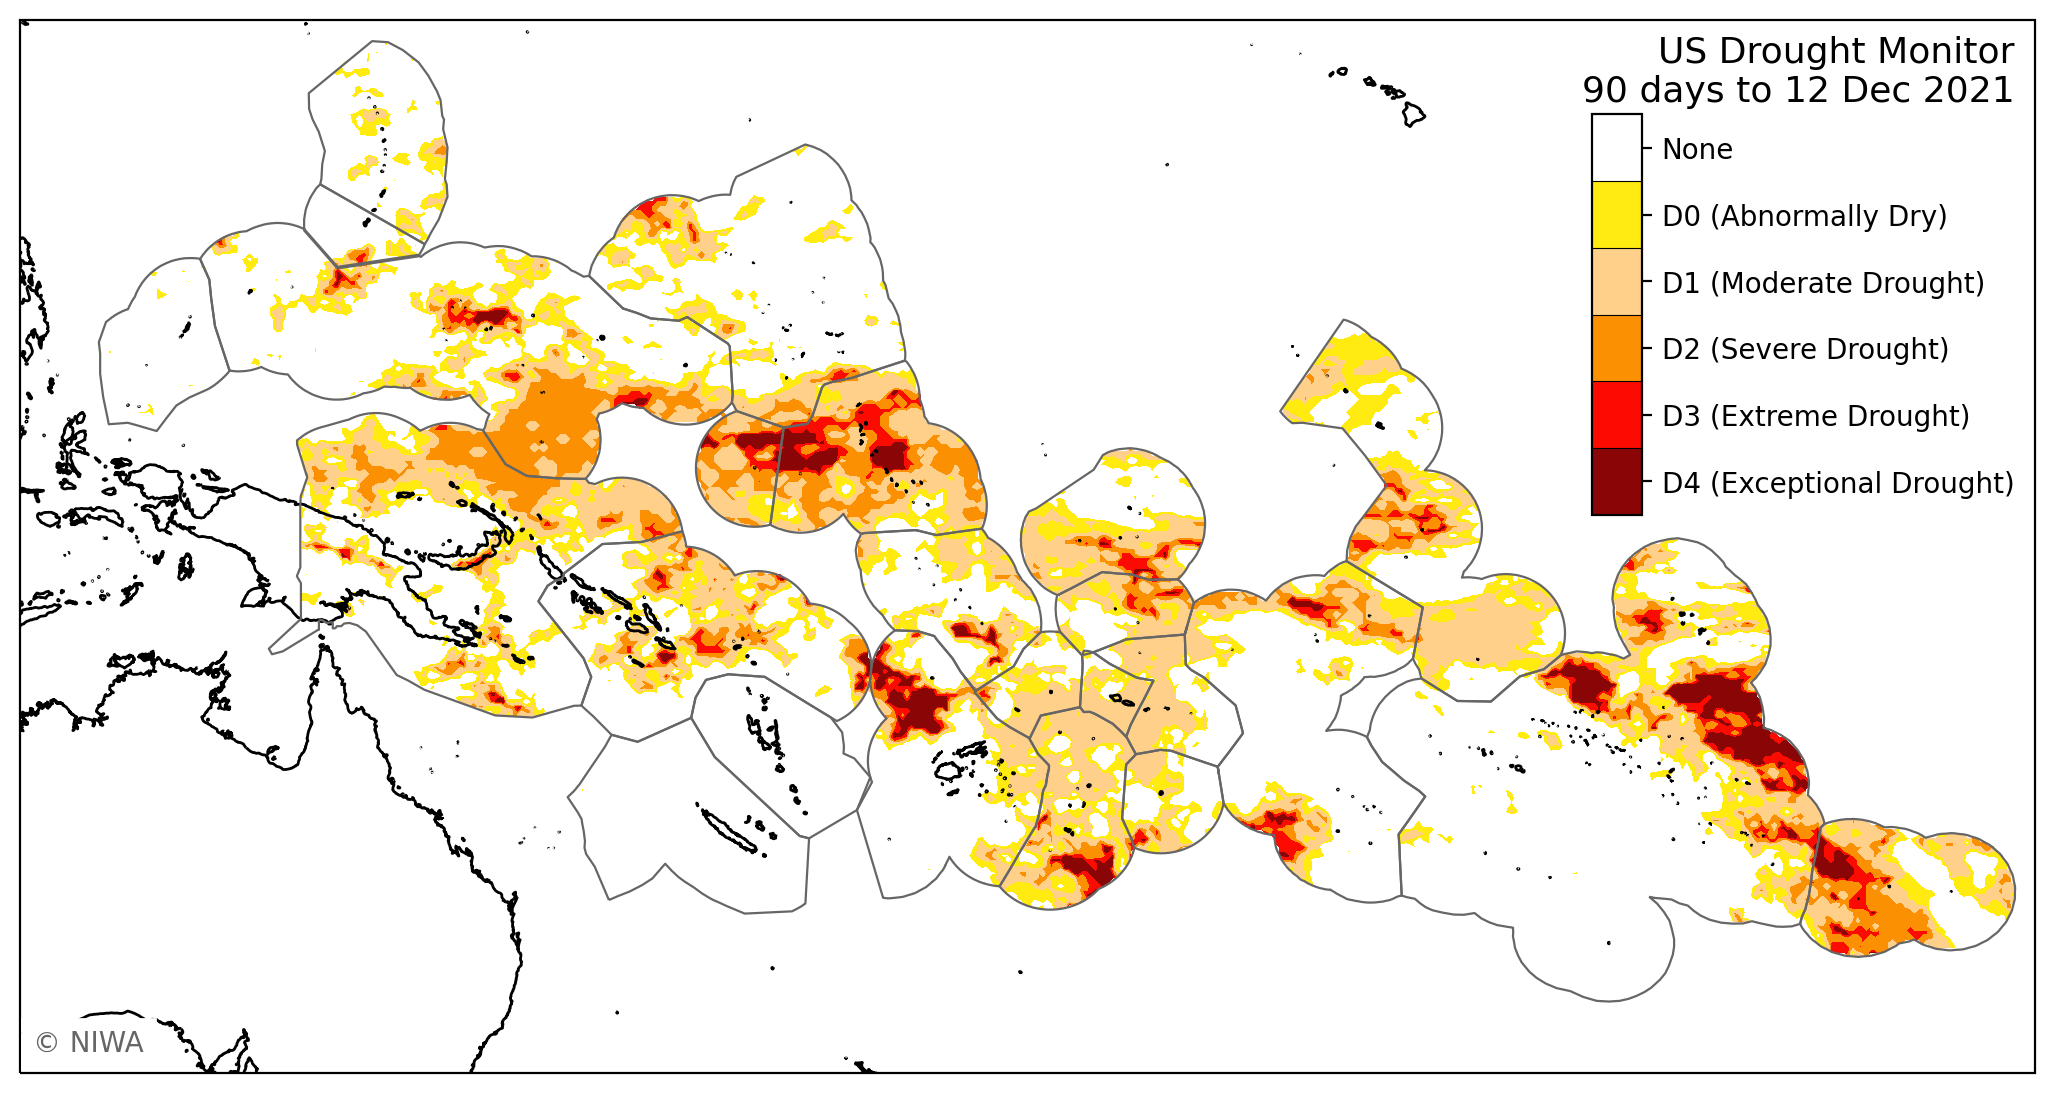 US Drought Monitor
90 days to 12 Dec 2021
None
D0 (Abnormally Dry)
D1 (Moderate Drought)
D2 (Severe Drought)
D3 (Extreme Drought)
D4 (Exceptional Drought)
© NIWA